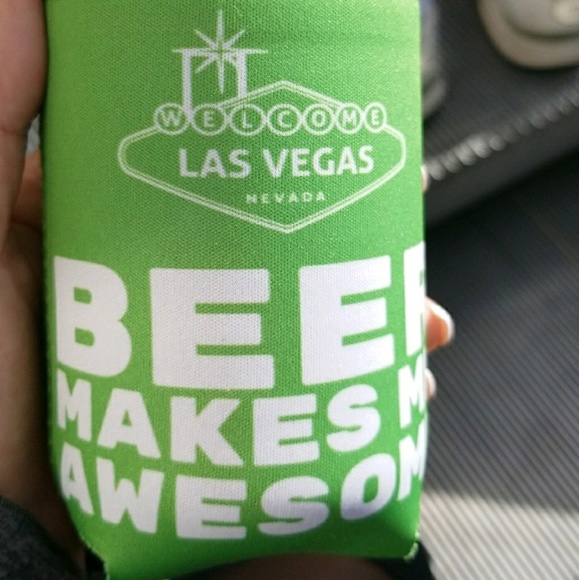 WELCOME
LAS VEGAS
NEVADA
BEER
MAKES M
AWESOM